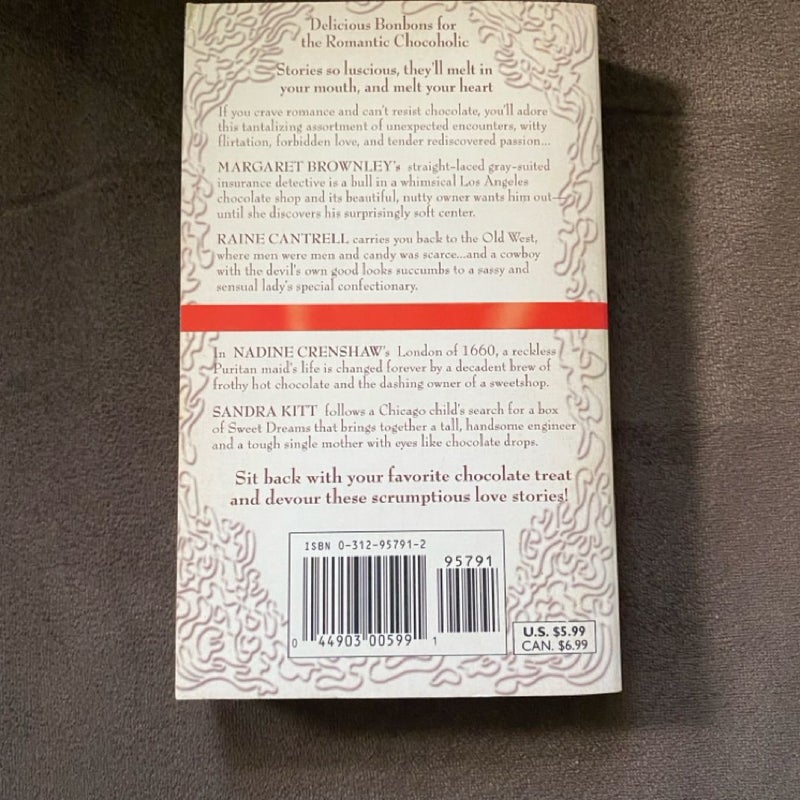 Delicious Bonbons for
the Romantic Chocoholic
Stories so luscious, they'll melt in
your mouth, and melt your heart
If you crave romance and can't resist chocolate, you'll adore
this tantalizing assortment of unexpected encounters, witty
flirtation, forbidden love, and tender rediscovered passion...
MARGARET BROWNLEY's straight-laced gray-suited
insurance detective is a bull in a whimsical Los Angeles
chocolate shop and its beautiful, nutty owner wants him out—
until she discovers his surprisingly soft center.
RAINE CANTRELL carries you back to the Old West,
where men were men and candy was scarce...and a cowboy
with the devil's own good looks succumbs to a sassy and
sensual lady's special confectionary.
In NADINE CRENSHAW's London of 1660, a reckless
Puritan maid's life is changed forever by a decadent brew of
frothy hot chocolate and the dashing owner of a sweetshop.
SANDRA KITT follows a Chicago child's search for a box
of Sweet Dreams that brings together a tall, handsome engineer
and a tough single mother with eyes like chocolate drops.
Sit back with your favorite chocolate treat
and devour these scrumptious love stories!
ISBN 0-312-95791-2
95791
0 44903 00599 1
U.S. $5.99
CAN. $6.99